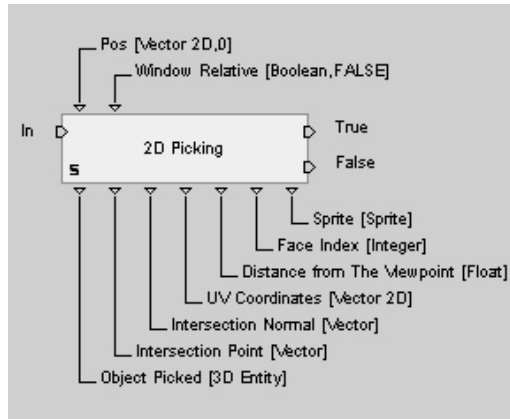 Pos [Vector 2D,0]
Window Relative [Boolean,FALSE]
In
True
2D Picking
False
S
Sprite [Sprite]
Face Index [Integer]
Distance from The Viewpoint [Float]
UV Coordinates [Vector 2D]
Intersection Normal [Vector]
Intersection Point [Vector]
Object Picked [3D Entity]